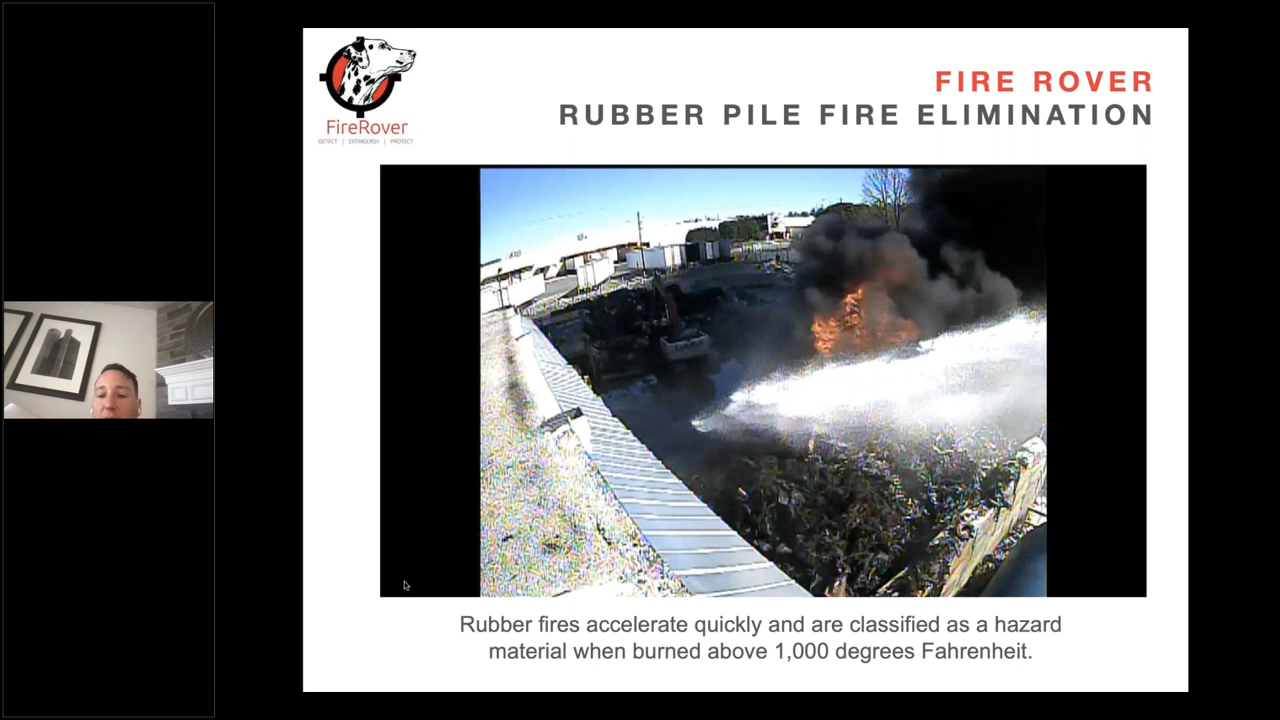 FireRover
DETECT | EXTINGUISH | PROTECT
FIRE ROVER
RUBBER PILE FIRE ELIMINATION
Rubber fires accelerate quickly and are classified as a hazard
material when burned above 1,000 degrees Fahrenheit.